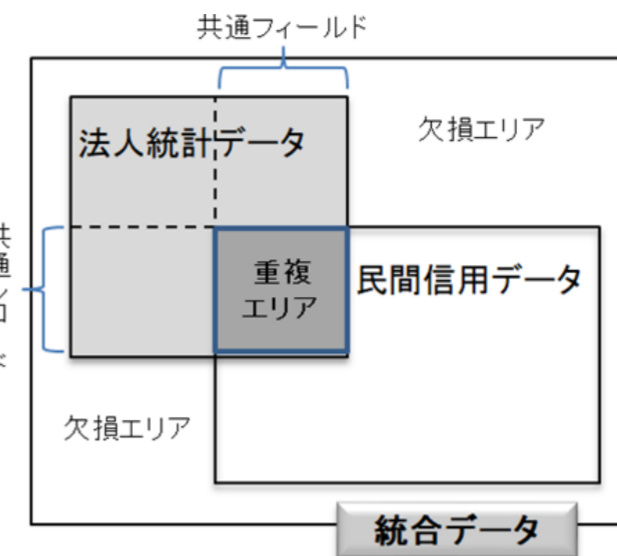 共通フィールド
法人統計データ
欠損エリア
重複
エリア
民間信用データ
欠損エリア
統合データ